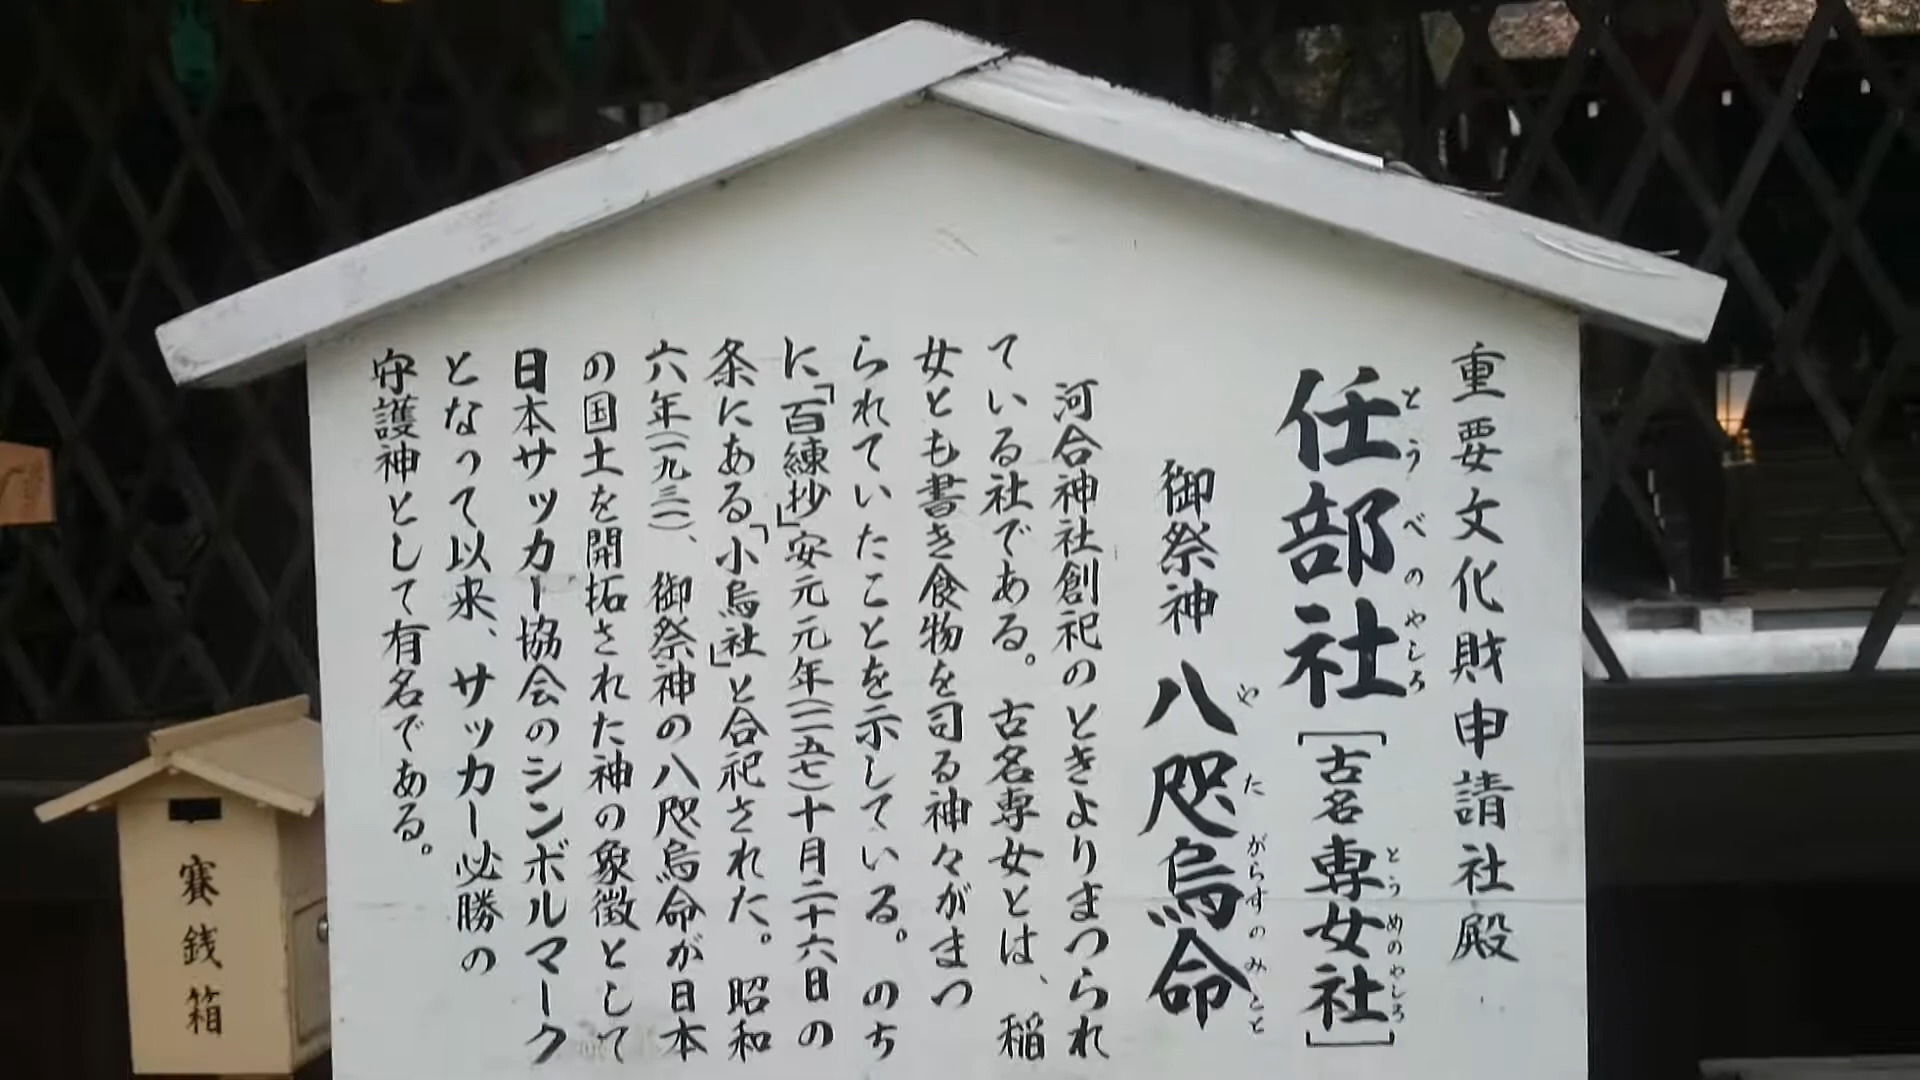 重要文化財申請社殿
任部社[古名専女社]
とうべのやしろ
とうめのやしろ
御祭神 八咫烏命
やたがらすのみこと
河合神社創祀のときよりまつられ
ている社である。古名専女とは、稲
女とも書き食物を司る神々がまつ
られていたことを示している。のち
に「百練抄」安元元年(一一五七)十月二十六日の
条にある「小烏社」と合祀された。昭和
六年(一九三一)、御祭神の八咫烏命が日本
の国土を開拓された神の象徴として
日本サッカー協会のシンボルマーク
となって以来、サッカー必勝の
守護神として有名である。
賽銭箱